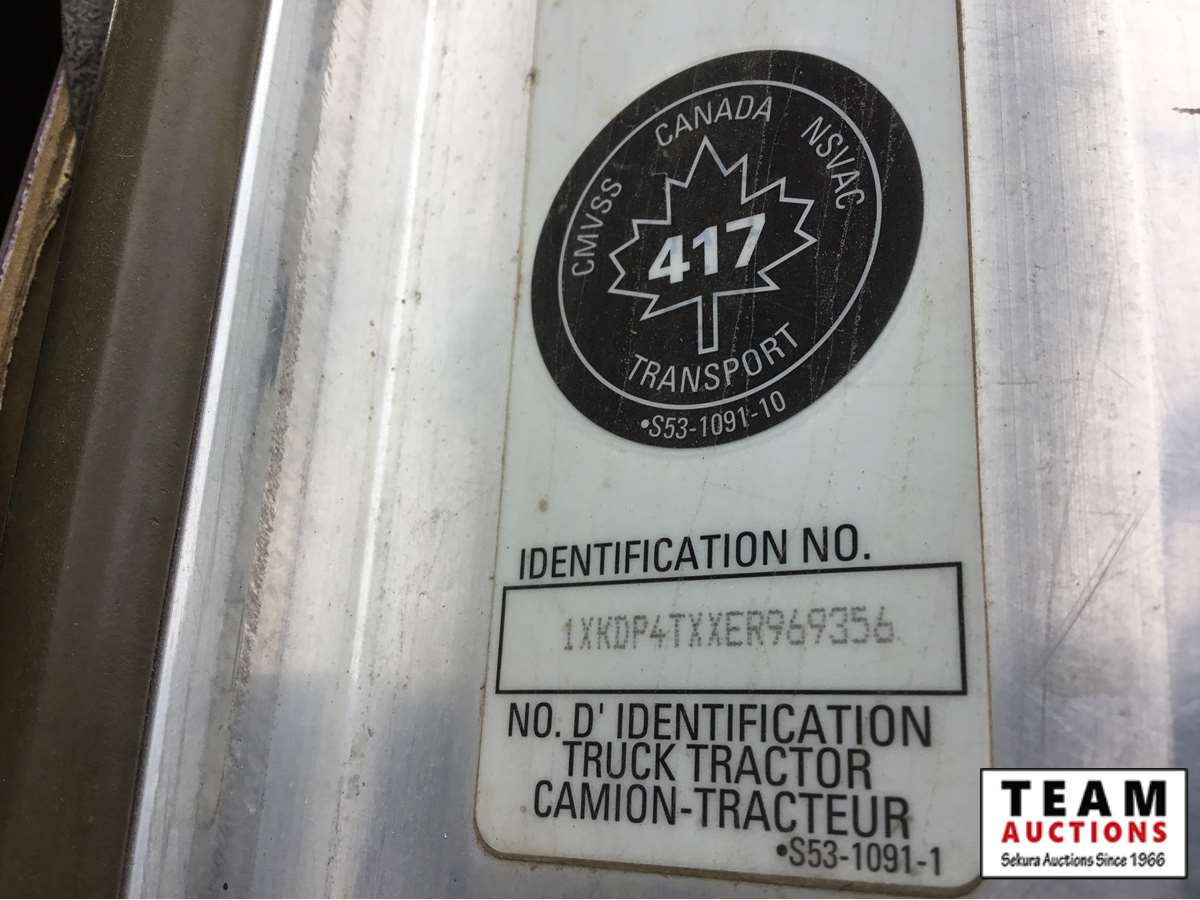 CMVSS CANADA NSVAC
417
TRANSPORT
•S53-1091-10
IDENTIFICATION NO.
1XKDP4TXXER969356
NO. D' IDENTIFICATION
TRUCK TRACTOR
CAMION-TRACTEUR
•S53-1091-1
TEAM
AUCTIONS
Sekura Auctions Since 1966